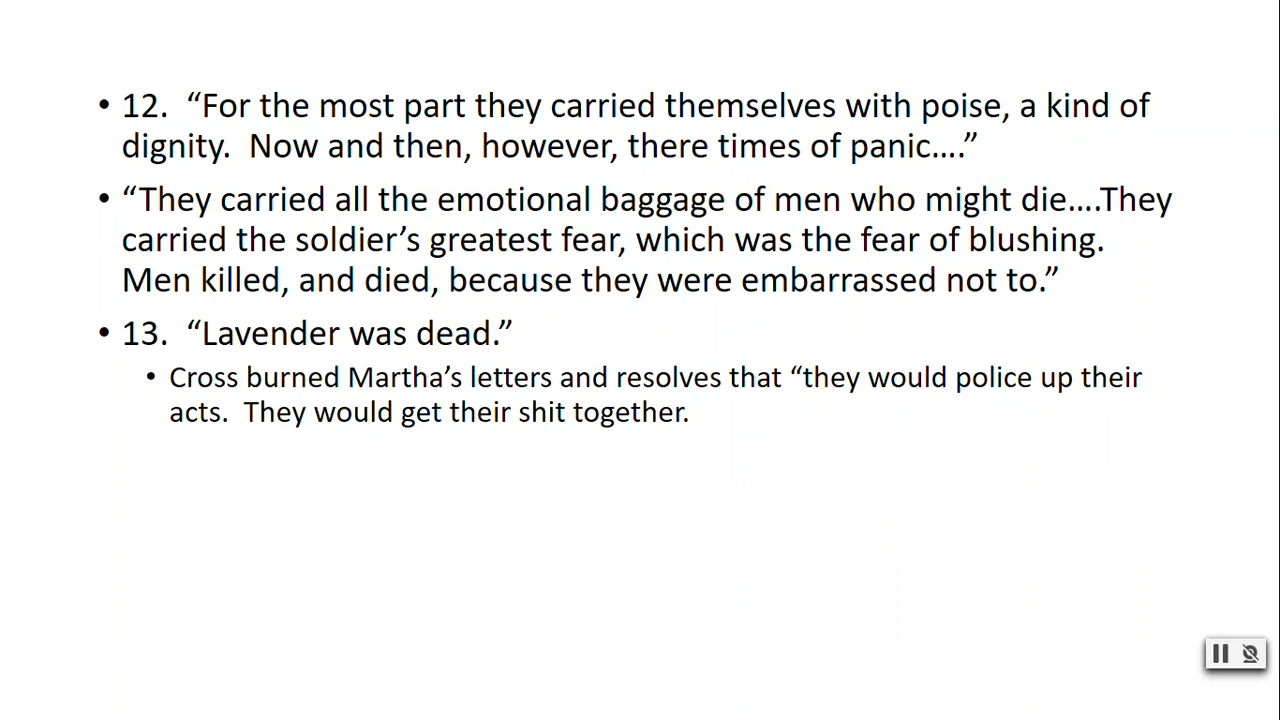 • 12.  “For the most part they carried themselves with poise, a kind of
dignity.  Now and then, however, there times of panic….”
• “They carried all the emotional baggage of men who might die….They
carried the soldier’s greatest fear, which was the fear of blushing.
Men killed, and died, because they were embarrassed not to.”
• 13.  “Lavender was dead.”
• Cross burned Martha’s letters and resolves that “they would police up their
acts.  They would get their shit together.